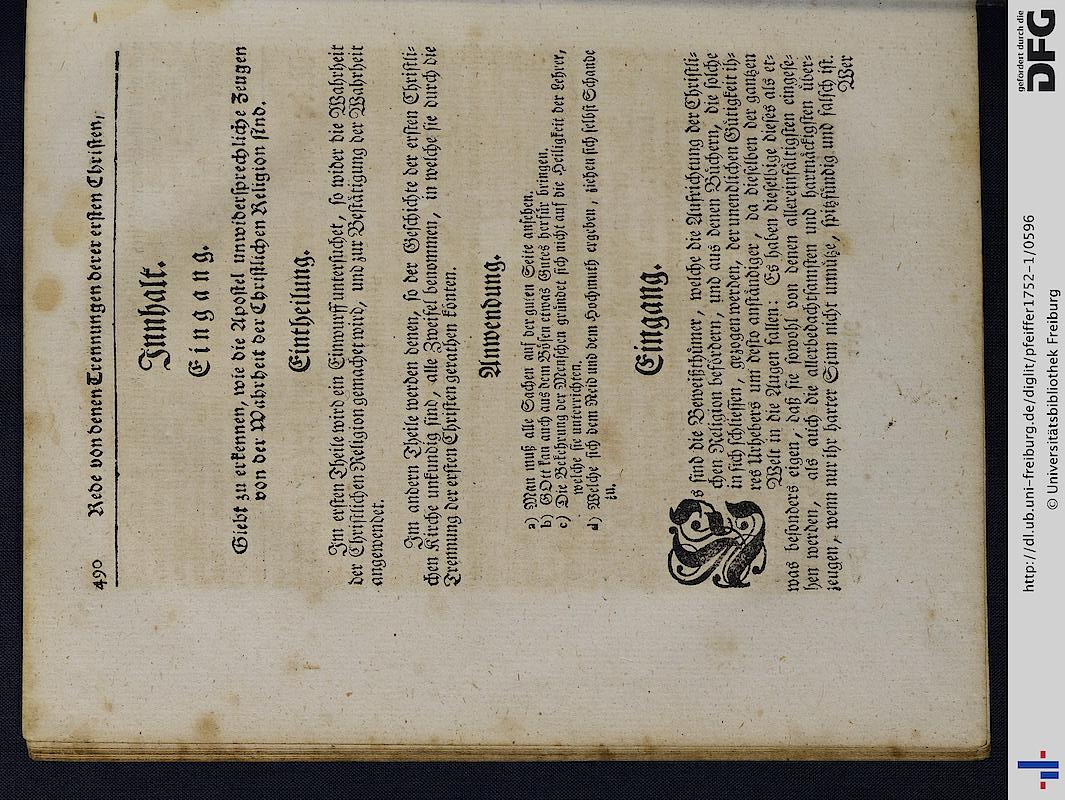 490 Rede von denen Trennungen derer ersten Christen,
Innhalt.
Eingang.
Giebt zu erkennen, wie die Apostel unwidersprechliche Zeugen
von der Wahrheit der Christlichen Religion sind.
Eintheilung.
Im ersten Theile wird ein Einwurff untersuchet, so wider die Wahrheit
der Christlichen Religion gemachet wird, und zur Bestätigung der Wahrheit
angewendet.
Im andern Theile werden denen, so der Geschichte der ersten Christli-
chen Kirche unkundig sind, alle Zweifel benommen, in welche sie durch die
Trennung der ersten Christen gerathen könten.
Anwendung.
a) Man muß alle Sachen auf der guten Seite ansehen.
b) GOtt kan auch aus dem Bösen etwas Gutes herfür bringen.
c) Die Bekehrung der Menschen gründet sich nicht auf die Heiligkeit der Lehrer,
welche sie unterrichten.
d) Welche sich dem Neid und dem Hochmuth ergeben, ziehen sich selbst Schande
zu.
Eingang.
Es sind die Beweißthümer, welche die Aufrichtung der Christli-
chen Religion befördern, und aus denen Büchern, die solche
in sich schliessen, gezogen werden, der unendlichen Gütigkeit ih-
res Urhebers um desto anständiger, da dieselben der gantzen
Welt in die Augen fallen: Es haben dieselbige dieses als et-
was besonders eigen, daß sie sowohl von denen allereinfältigsten eingese-
hen werden, als auch die allerbedachtsamsten und hartnäckigsten über-
zeugen, wenn nur ihr harter Sinn nicht unnütze, spitzfündig und falsch ist.
Wer
gefördert durch die
DFG
http://dl.ub.uni-freiburg.de/diglit/pfeiffer1752-1/0596
© Universitätsbibliothek Freiburg